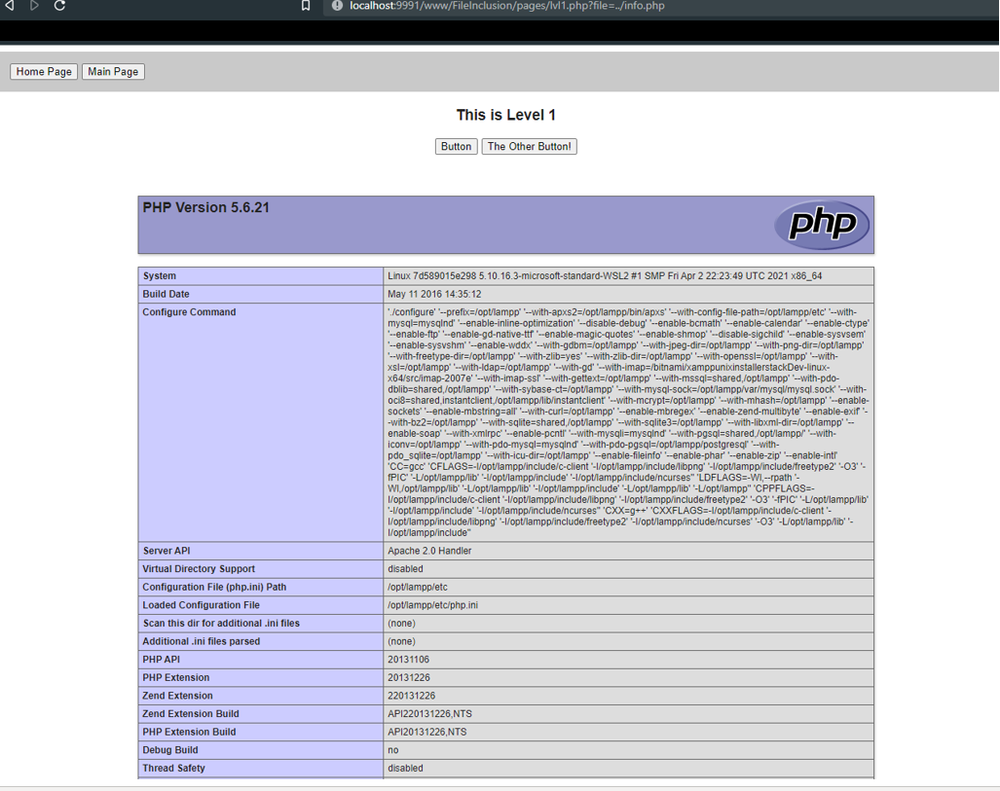 localhost:9991/www/FileInclusion/pages/lvl1.php?file=../info.php
Home Page Main Page
This is Level 1
Button The Other Button!
PHP Version 5.6.21
php
System Linux 7d589015e298 5.10.16.3-microsoft-standard-WSL2 #1 SMP Fri Apr 2 22:23:49 UTC 2021 x86_64
Build Date May 11 2016 14:35:12
Configure Command './configure' '--prefix=/opt/lampp' '--with-apxs2=/opt/lampp/bin/apxs' '--with-config-file-path=/opt/lampp/etc' '--with-
mysql=mysqlnd' '--enable-inline-optimization' '--disable-debug' '--enable-bcmath' '--enable-calendar' '--enable-ctype'
'--enable-ftp' '--enable-gd-native-ttf' '--enable-magic-quotes' '--enable-shmop' '--disable-sigchild' '--enable-sysvsem'
'--enable-sysvshm' '--enable-wddx' '--with-gdbm=/opt/lampp' '--with-jpeg-dir=/opt/lampp' '--with-png-dir=/opt/lampp'
'--with-freetype-dir=/opt/lampp' '--with-zlib=yes' '--with-zlib-dir=/opt/lampp' '--with-openssl=/opt/lampp' '--with-
xsl=/opt/lampp' '--with-ldap=/opt/lampp' '--with-gd' '--with-imap=/bitnami/xamppunixinstallerstackDev-linux-
x64/src/imap-2007e' '--with-imap-ssl' '--with-gettext=/opt/lampp' '--with-mssql=shared,/opt/lampp' '--with-pdo-
dblib=shared,/opt/lampp' '--with-sybase-ct=/opt/lampp' '--with-mysql-sock=/opt/lampp/var/mysql/mysql.sock' '--with-
oci8=shared,instantclient,/opt/lampp/lib/instantclient' '--with-mcrypt=/opt/lampp' '--with-mhash=/opt/lampp' '--enable-
sockets' '--enable-mbstring=all' '--with-curl=/opt/lampp' '--enable-mbregex' '--enable-zend-multibyte' '--enable-exif' '-
-with-bz2=/opt/lampp' '--with-sqlite=shared,/opt/lampp' '--with-sqlite3=/opt/lampp' '--with-libxml-dir=/opt/lampp' '--
enable-soap' '--with-xmlrpc' '--enable-pcntl' '--with-mysqli=mysqlnd' '--with-pgsql=shared,/opt/lampp/' '--with-
iconv=/opt/lampp' '--with-pdo-mysql=mysqlnd' '--with-pdo-pgsql=/opt/lampp/postgresql' '--with-
pdo_sqlite=/opt/lampp' '--with-icu-dir=/opt/lampp' '--enable-fileinfo' '--enable-phar' '--enable-zip' '--enable-intl'
'CC=gcc' 'CFLAGS=-I/opt/lampp/include/c-client -I/opt/lampp/include/libpng' '-I/opt/lampp/include/freetype2' '-O3' '-
fPIC' '-L/opt/lampp/lib' '-I/opt/lampp/include' '-I/opt/lampp/include/ncurses'' 'LDFLAGS=-Wl,--rpath '-
Wl,/opt/lampp/lib' '-L/opt/lampp/lib' '-I/opt/lampp/include' '-L/opt/lampp/lib' '-L/opt/lampp'' 'CPPFLAGS=-
I/opt/lampp/include/c-client -I/opt/lampp/include/libpng' '-I/opt/lampp/include/freetype2' '-O3' '-fPIC' '-L/opt/lampp/lib'
'-I/opt/lampp/include' '-I/opt/lampp/include/ncurses'' 'CXX=g++' 'CXXFLAGS=-I/opt/lampp/include/c-client '-
I/opt/lampp/include/libpng' '-I/opt/lampp/include/freetype2' '-I/opt/lampp/include/ncurses' '-O3' '-L/opt/lampp/lib' '-
I/opt/lampp/include''
Server API Apache 2.0 Handler
Virtual Directory Support disabled
Configuration File (php.ini) Path /opt/lampp/etc
Loaded Configuration File /opt/lampp/etc/php.ini
Scan this dir for additional .ini files (none)
Additional .ini files parsed (none)
PHP API 20131106
PHP Extension 20131226
Zend Extension 220131226
Zend Extension Build API220131226,NTS
PHP Extension Build API20131226,NTS
Debug Build no
Thread Safety disabled